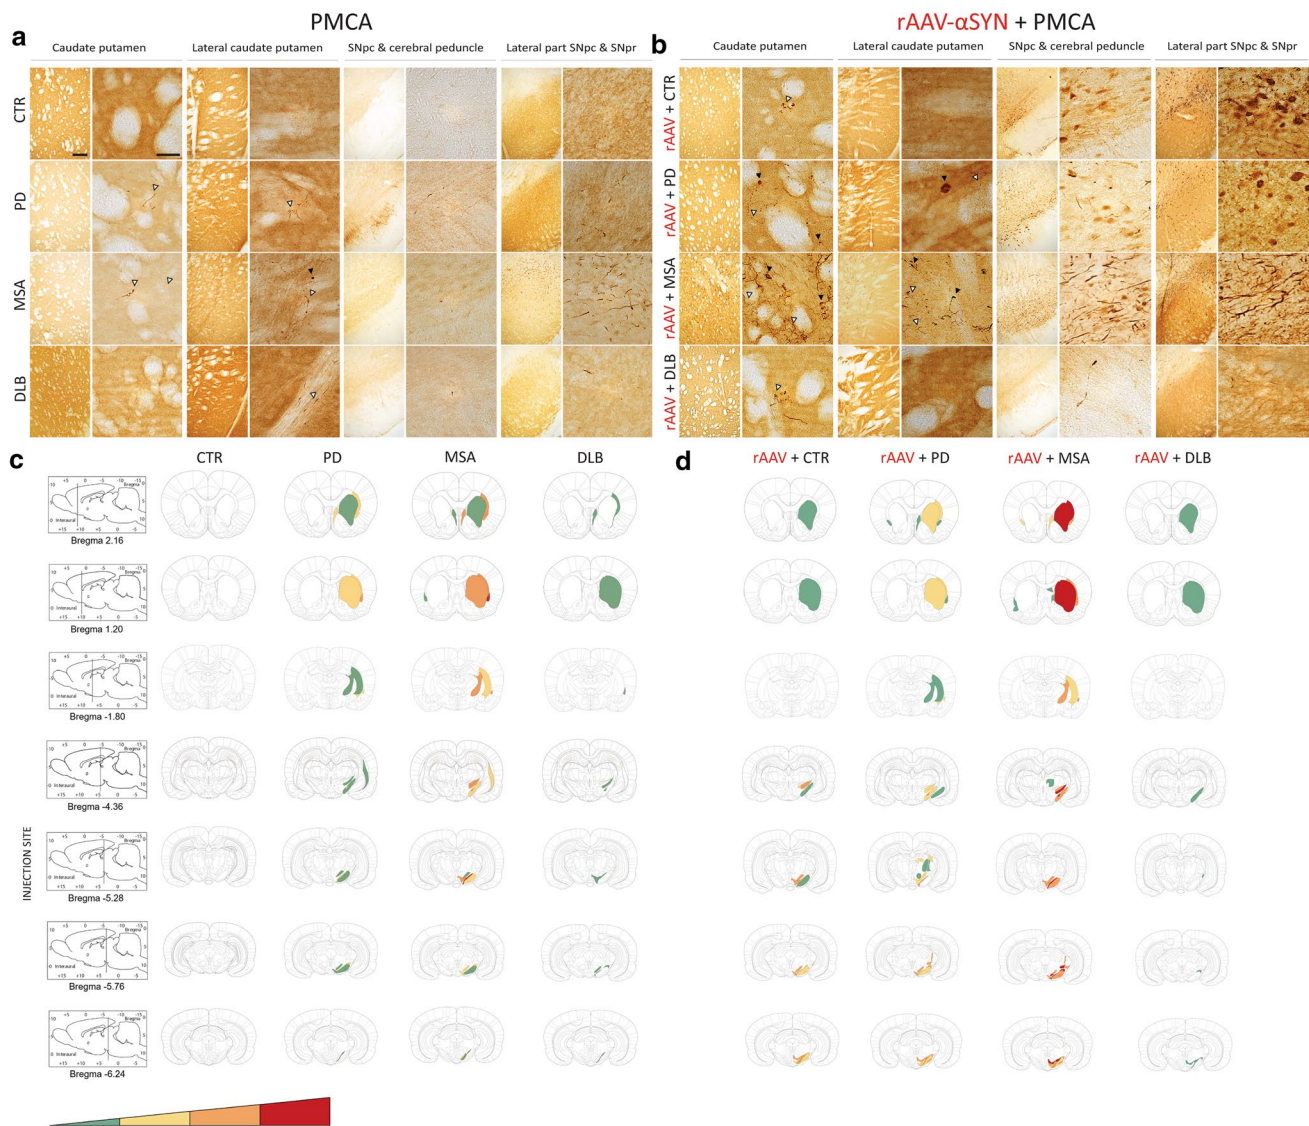 PMCA
rAAV-αSYN + PMCA
a
Caudate putamen
Lateral caudate putamen
SNpc & cerebral peduncle
Lateral part SNpc & SNpr
b
Caudate putamen
Lateral caudate putamen
SNpc & cerebral peduncle
Lateral part SNpc & SNpr
CTR
PD
MSA
DLB
rAAV + CTR
rAAV + PD
rAAV + MSA
rAAV + DLB
c
CTR
PD
MSA
DLB
d
rAAV + CTR
rAAV + PD
rAAV + MSA
rAAV + DLB
Bregma 2.16
Bregma 1.20
Bregma -1.80
Bregma -4.36
INJECTION SITE
Bregma -5.28
Bregma -5.76
Bregma -6.24